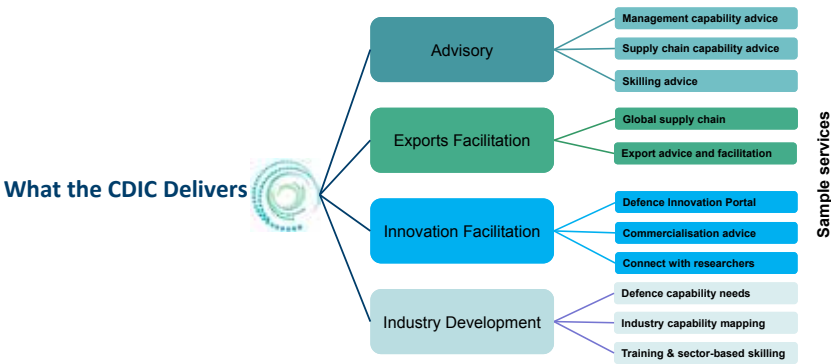 What the CDIC Delivers
Advisory
Management capability advice
Supply chain capability advice
Skilling advice
Exports Facilitation
Global supply chain
Export advice and facilitation
Innovation Facilitation
Defence Innovation Portal
Commercialisation advice
Connect with researchers
Industry Development
Defence capability needs
Industry capability mapping
Training & sector-based skilling
Sample services